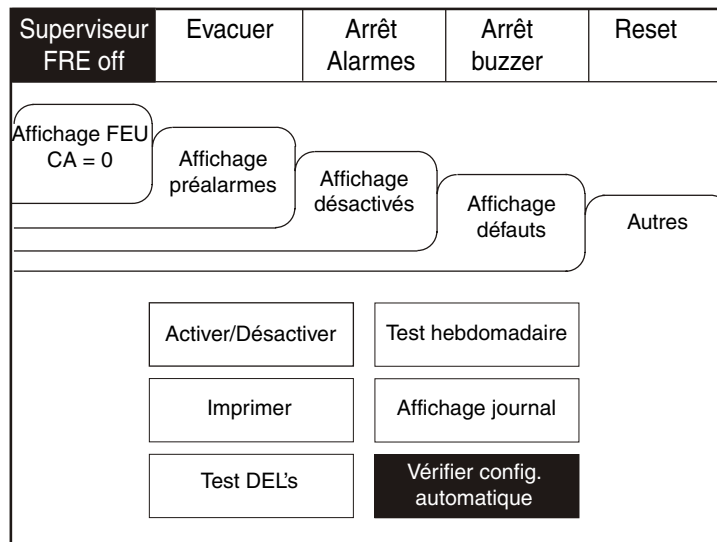 Superviseur
FRE off
Evacuer
Arrêt
Alarmes
Arrêt
buzzer
Reset
Affichage FEU
CA = 0
Affichage
préalarmes
Affichage
désactivés
Affichage
défauts
Autres
Activer/Désactiver
Test hebdomadaire
Imprimer
Affichage journal
Test DEL's
Vérifier config.
automatique